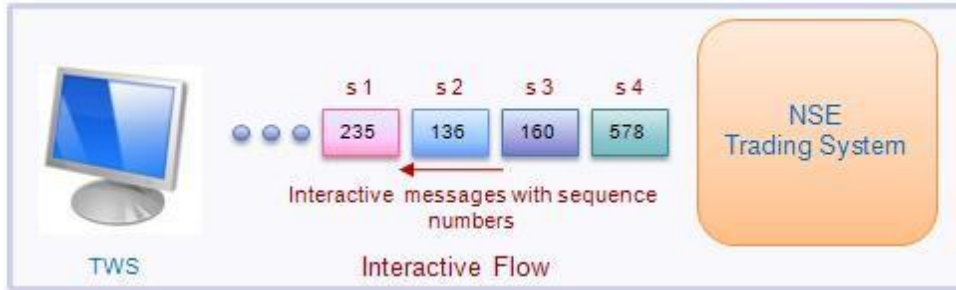 s 1 s 2 s 3 s 4
235 136 160 578
NSE
Trading System
Interactive messages with sequence
numbers
TWS
Interactive Flow